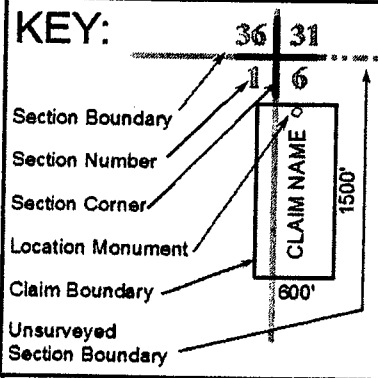 KEY:
36 31
1 6
Section Boundary
Section Number
Section Corner
Location Monument
Claim Boundary
Unsurveyed
Section Boundary
CLAIM NAME
1500'
600'